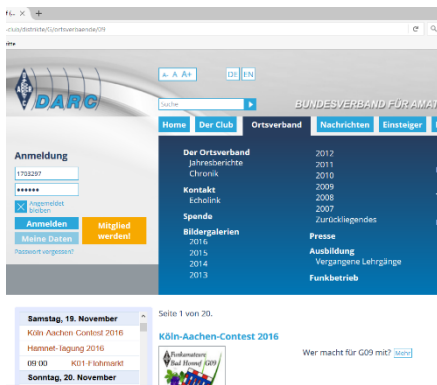 -club/distrikte/G/ortsverbaende/09
A- A A+ DE EN
DARC
Suche
BUNDESVERBAND FÜR AMAT
Home Der Club Ortsverband Nachrichten Einsteiger
Anmeldung
1703297
Angemeldet
bleiben
Anmelden
Meine Daten
Mitglied
werden!
Passwort vergessen?
Der Ortsverband
Jahresberichte
Chronik
Kontakt
Echolink
Spende
Bildergalerien
2016
2015
2014
2013
2012
2011
2010
2009
2008
2007
Zurückliegendes
Presse
Ausbildung
Vergangene Lehrgänge
Funkbetrieb
Samstag, 19. November
Köln Aachen Contest 2016
Hamnet-Tagung 2016
09:00 K01-Flohmarkt
Sonntag, 20. November
Seite 1 von 20.
Köln-Aachen-Contest 2016
Funkamateure
Bad Honnef G09
Wer macht für G09 mit? Mehr